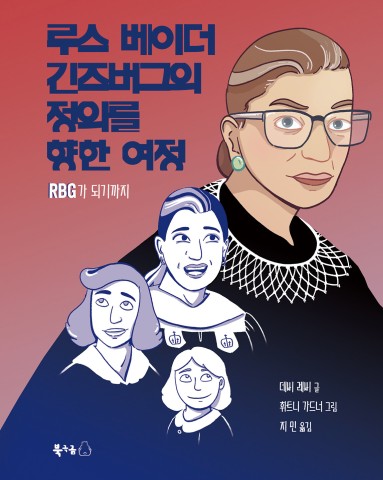 루스 베이더
긴즈버그의
정의를
향한 여정
RBG가 되기까지
데비 레비 글
휘트니 가드너 그림
지민 옮김
북구곰